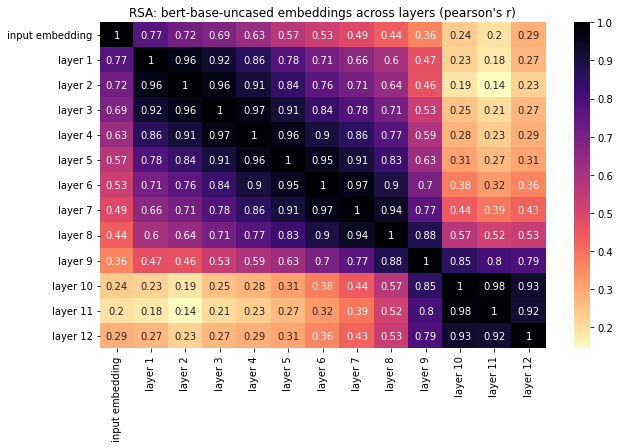 RSA: bert-base-uncased embeddings across layers (pearson's r)
input embedding 1 0.77 0.72 0.69 0.63 0.57 0.53 0.49 0.44 0.36 0.24 0.2 0.29
layer 1 0.77 1 0.96 0.92 0.86 0.78 0.71 0.66 0.6 0.47 0.23 0.18 0.27
layer 2 0.72 0.96 1 0.96 0.91 0.84 0.76 0.71 0.64 0.46 0.19 0.14 0.23
layer 3 0.69 0.92 0.96 1 0.97 0.91 0.84 0.78 0.71 0.53 0.25 0.21 0.27
layer 4 0.63 0.86 0.91 0.97 1 0.96 0.9 0.86 0.77 0.59 0.28 0.23 0.29
layer 5 0.57 0.78 0.84 0.91 0.96 1 0.95 0.91 0.83 0.63 0.31 0.27 0.31
layer 6 0.53 0.71 0.76 0.84 0.9 0.95 1 0.97 0.9 0.7 0.38 0.32 0.36
layer 7 0.49 0.66 0.71 0.78 0.86 0.91 0.97 1 0.94 0.77 0.44 0.39 0.43
layer 8 0.44 0.6 0.64 0.71 0.77 0.83 0.9 0.94 1 0.88 0.57 0.52 0.53
layer 9 0.36 0.47 0.46 0.53 0.59 0.63 0.7 0.77 0.88 1 0.85 0.8 0.79
layer 10 0.24 0.23 0.19 0.25 0.28 0.31 0.38 0.44 0.57 0.85 1 0.98 0.93
layer 11 0.2 0.18 0.14 0.21 0.23 0.27 0.32 0.39 0.52 0.8 0.98 1 0.92
layer 12 0.29 0.27 0.23 0.27 0.29 0.31 0.36 0.43 0.53 0.79 0.93 0.92 1
input embedding
layer 1
layer 2
layer 3
layer 4
layer 5
layer 6
layer 7
layer 8
layer 9
layer 10
layer 11
layer 12
1.0
0.9
0.8
0.7
0.6
0.5
0.4
0.3
0.2